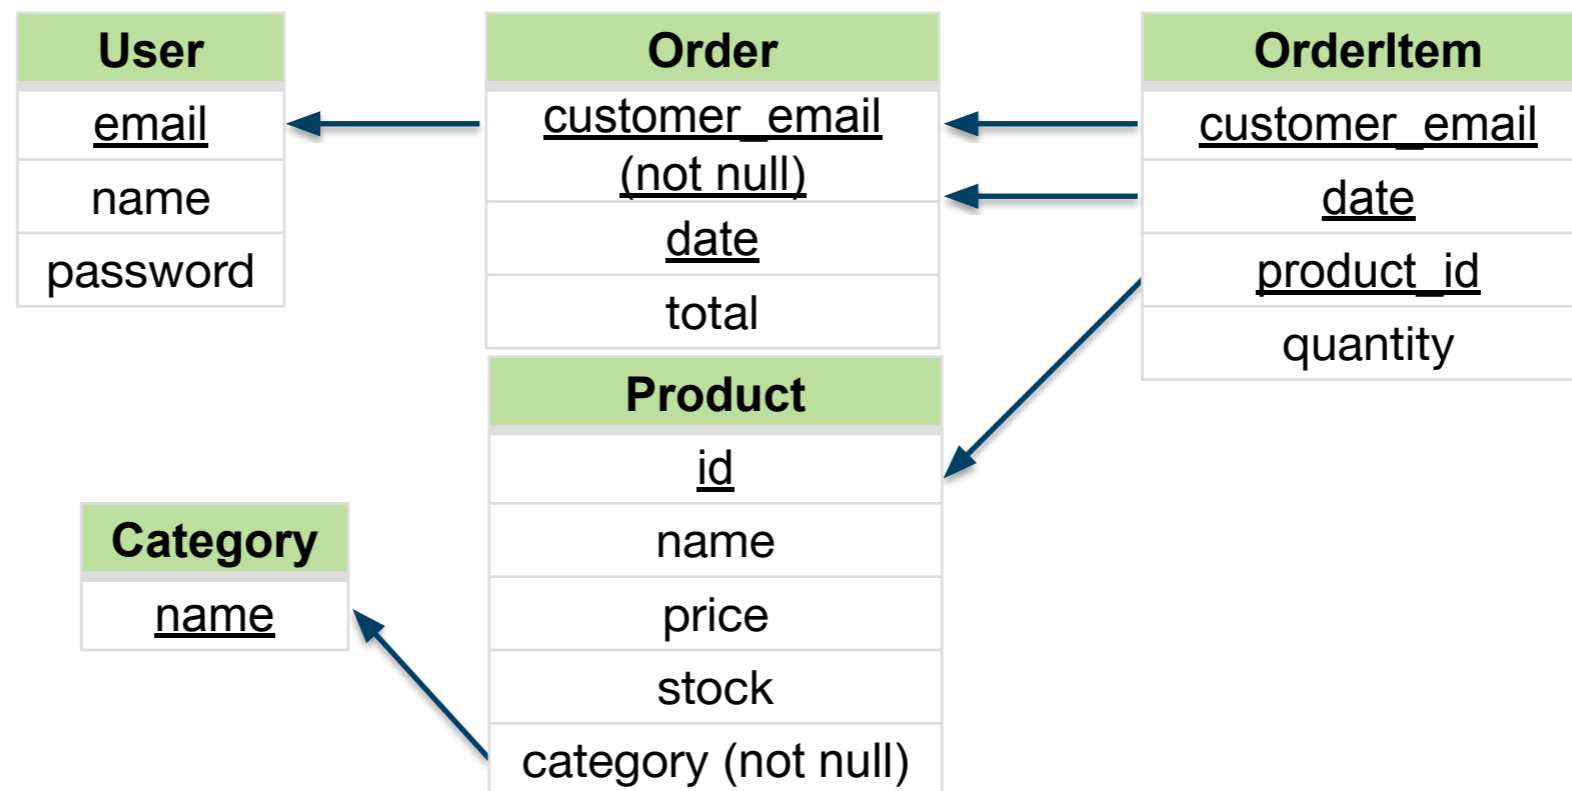 User
email
name
password
Order
customer_email
(not null)
date
total
OrderItem
customer_email
date
product_id
quantity
Product
id
name
price
stock
category (not null)
Category
name